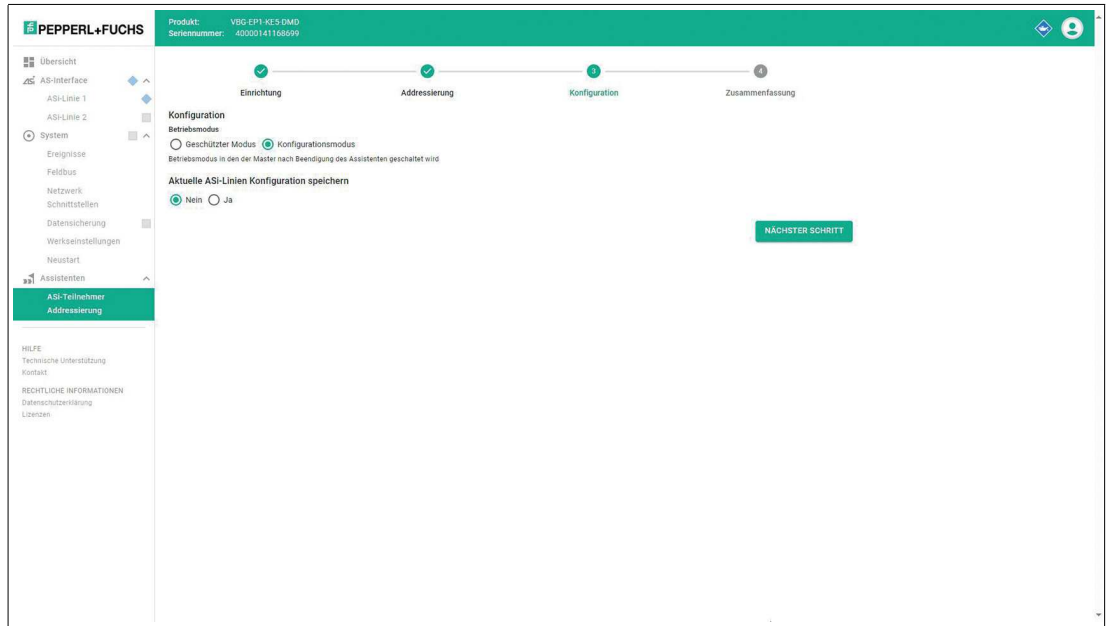 PEPPERL+FUCHS
Produkt: VBG-EP1-KE5-DMD
Seriennummer: 40000141168699
Übersicht
AS-Interface
ASi-Linie 1
ASi-Linie 2
System
Ereignisse
Feldbus
Netzwerk
Schnittstellen
Datensicherung
Werkseinstellungen
Neustart
Assistenten
ASi-Teilnehmer
Addressierung
HILFE
Technische Unterstützung
Kontakt
RECHTLICHE INFORMATIONEN
Datenschutzerklärung
Lizenzen
Einrichtung
Addressierung
3
Konfiguration
4
Zusammenfassung
Konfiguration
Betriebsmodus
Geschützter Modus Konfigurationsmodus
Betriebsmodus in den der Master nach Beendigung des Assistenten geschaltet wird
Aktuelle ASi-Linien Konfiguration speichern
Nein Ja
NÄCHSTER SCHRITT